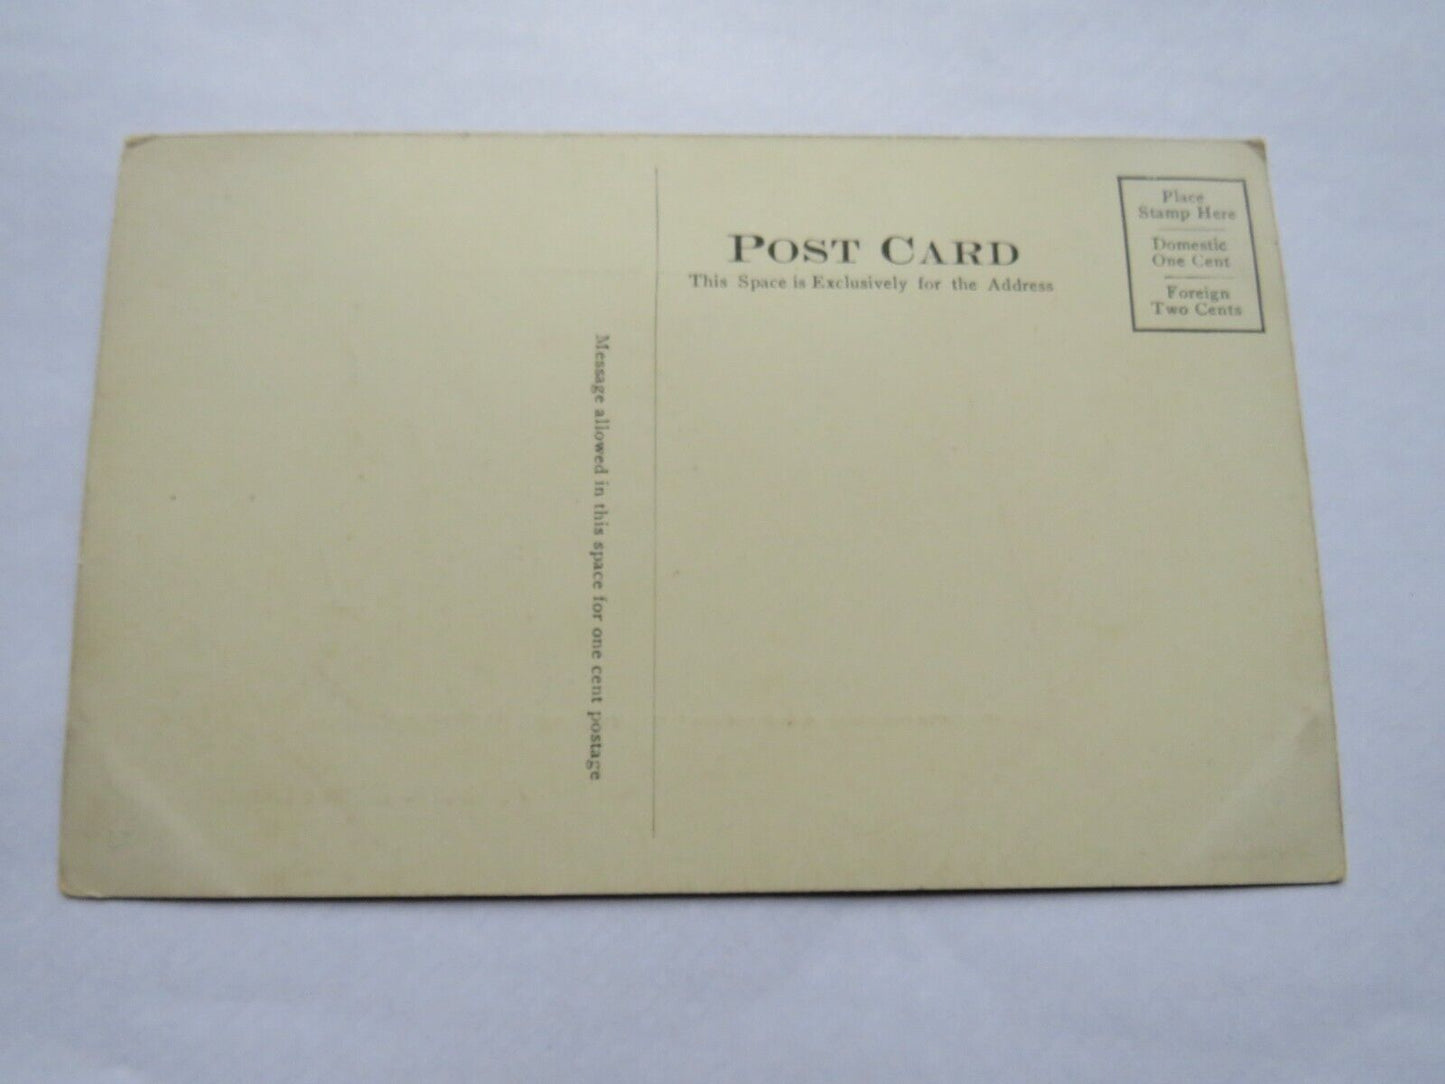 POST CARD
This Space is Exclusively for the Address
Place
Stamp Here
Domestic
One Cent
Foreign
Two Cents
Message allowed in this space for one cent postage